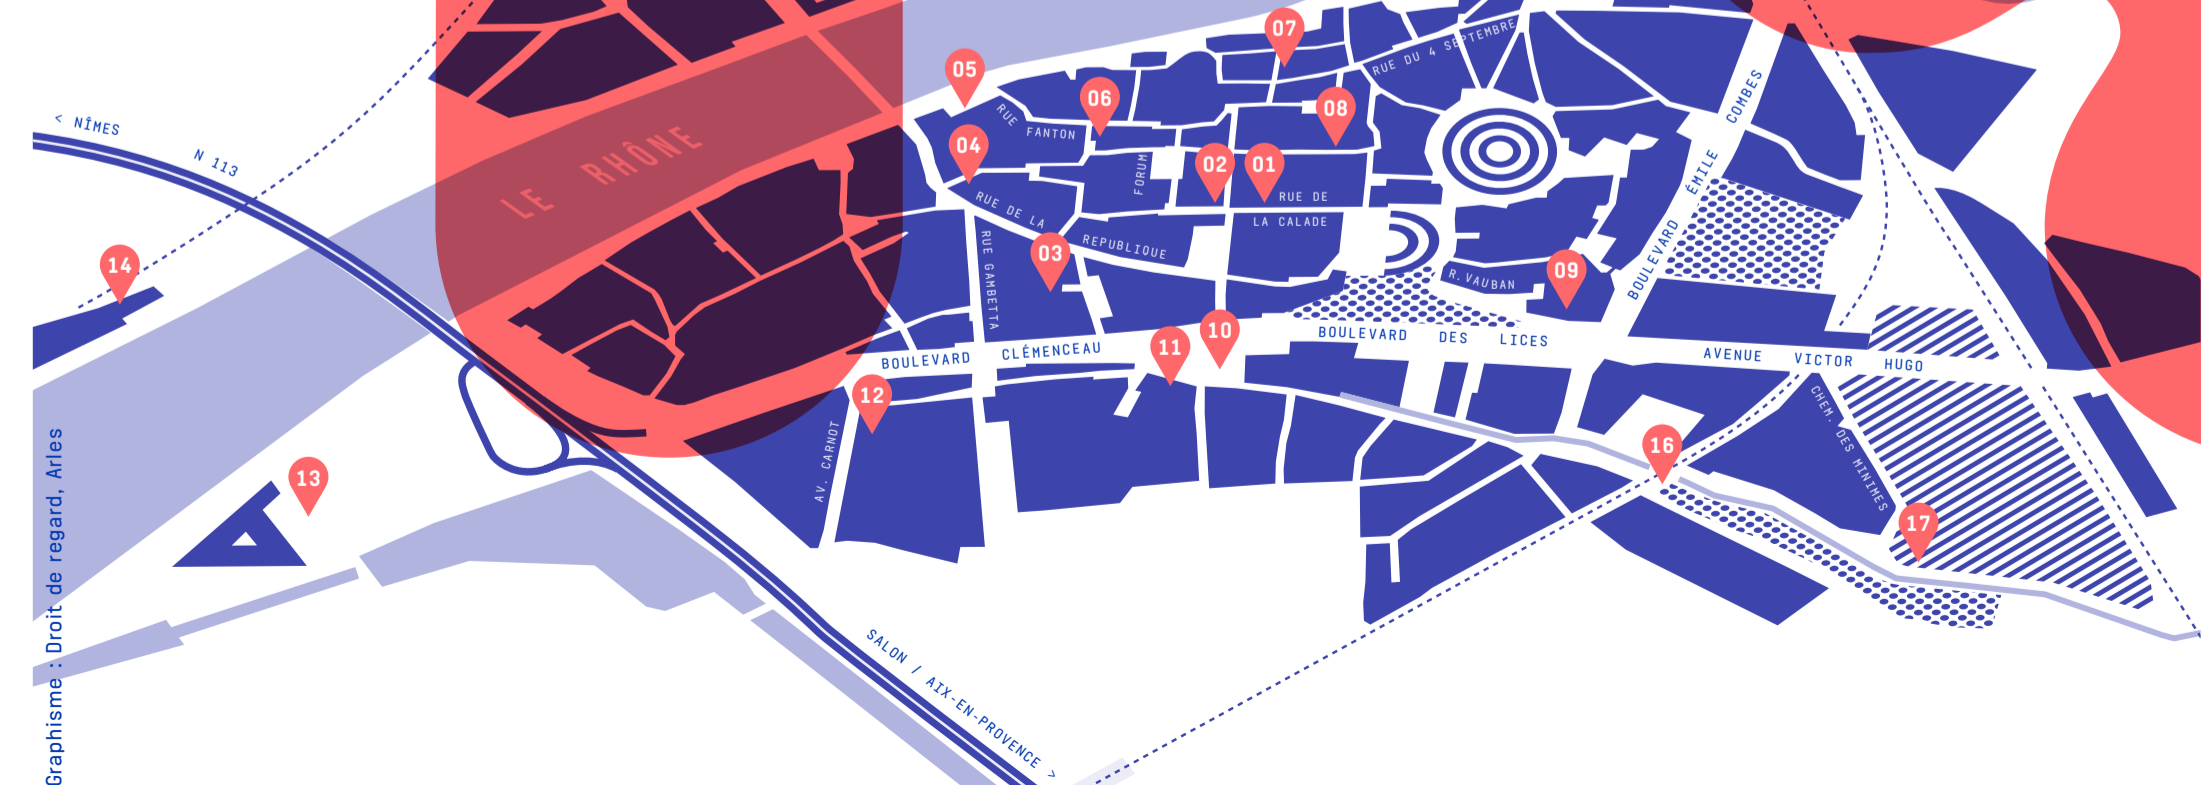 07
RUE DU 4 SEPTEMBRE
05
06
08
COMBES
< NÎMES
N 113
LE RHÔNE
RUE
FANTON
04
FORUM
02
01
ÉMILE
RUE DE
LA CALADE
RUE DE LA
REPUBLIQUE
BOULEVARD
14
03
RUE GAMBETTA
R. VAUBAN
09
10
11
BOULEVARD CLÉMENCEAU
BOULEVARD DES LICES
AVENUE VICTOR HUGO
12
AV. CARNOT
CHEM. DES MINIMES
16
13
17
Graphisme : Droit de regard, Arles
SALON / AIX-EN-PROVENCE >